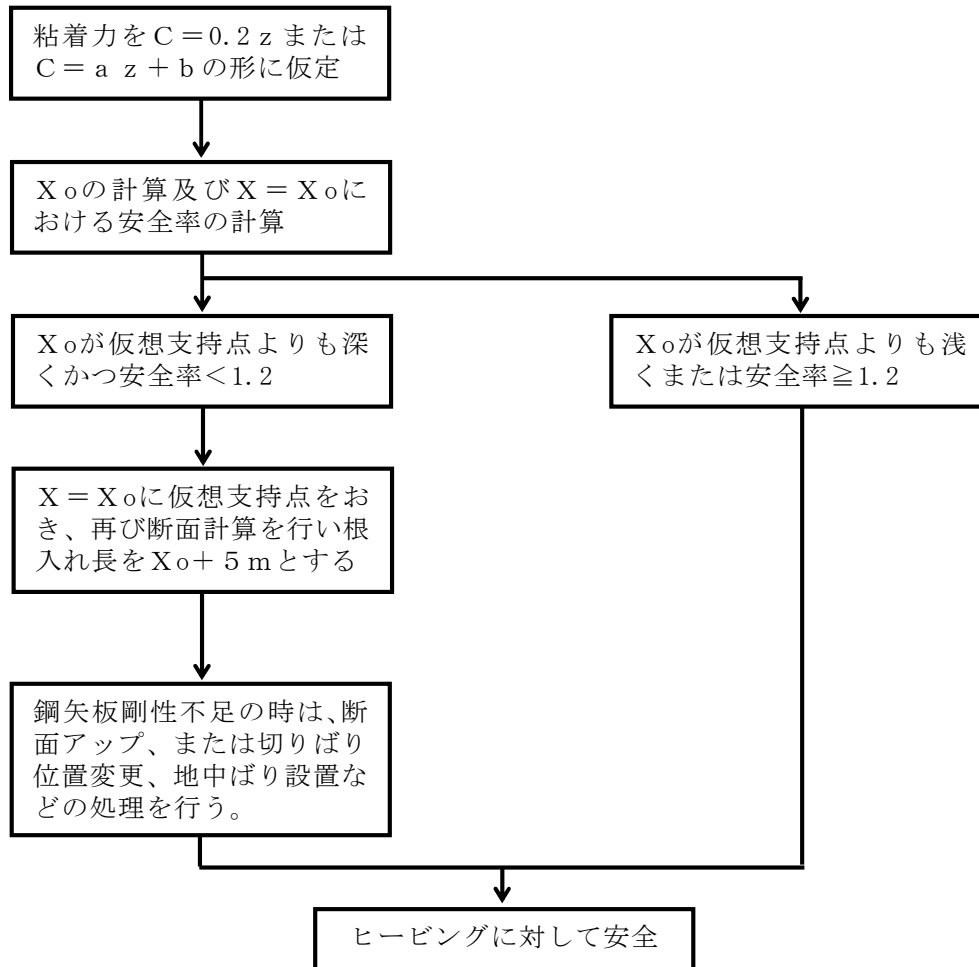 粘着力をＣ＝0.2ｚまたは
Ｃ＝ａｚ＋ｂの形に仮定
Ｘoの計算及びＸ＝Ｘoに
おける安全率の計算
Ｘoが仮想支持点よりも深
くかつ安全率＜1.2
Ｘoが仮想支持点よりも浅
くまたは安全率≧1.2
Ｘ＝Ｘoに仮想支持点をお
き、再び断面計算を行い根
入れ長をＸo＋５ｍとする
鋼矢板剛性不足の時は、断
面アップ、または切りばり
位置変更、地中ばり設置な
どの処理を行う。
ヒービングに対して安全